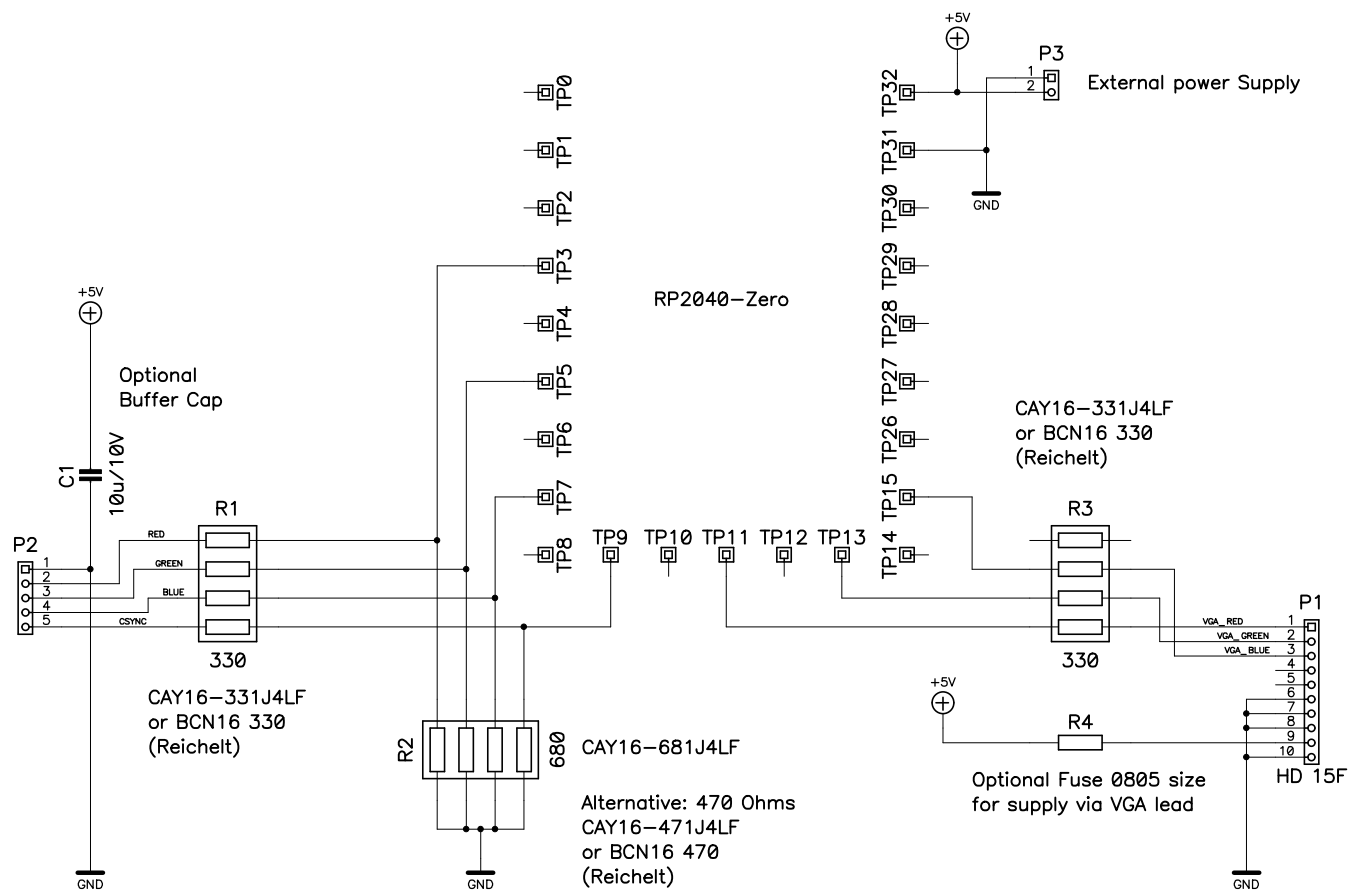 +5V
P3
1
2
External power Supply
TP0
TP1
TP2
TP3
TP4
TP5
TP6
TP7
TP8
TP32
TP31
TP30
TP29
TP28
TP27
TP26
TP15
TP14
GND
RP2040-Zero
+5V
Optional
Buffer Cap
C1
10u/10V
CAY16-331J4LF
or BCN16 330
(Reichelt)
R1
R3
TP9
TP10
TP11
TP12
TP13
P2
1
2
3
4
5
RED
GREEN
BLUE
CSYNC
330
CAY16-331J4LF
or BCN16 330
(Reichelt)
330
P1
VGA_RED
VGA_GREEN
VGA_BLUE
1
2
3
4
5
6
7
8
9
10
HD 15F
+5V
R4
Optional Fuse 0805 size
for supply via VGA lead
R2
680
CAY16-681J4LF
Alternative: 470 Ohms
CAY16-471J4LF
or BCN16 470
(Reichelt)
GND
GND
GND